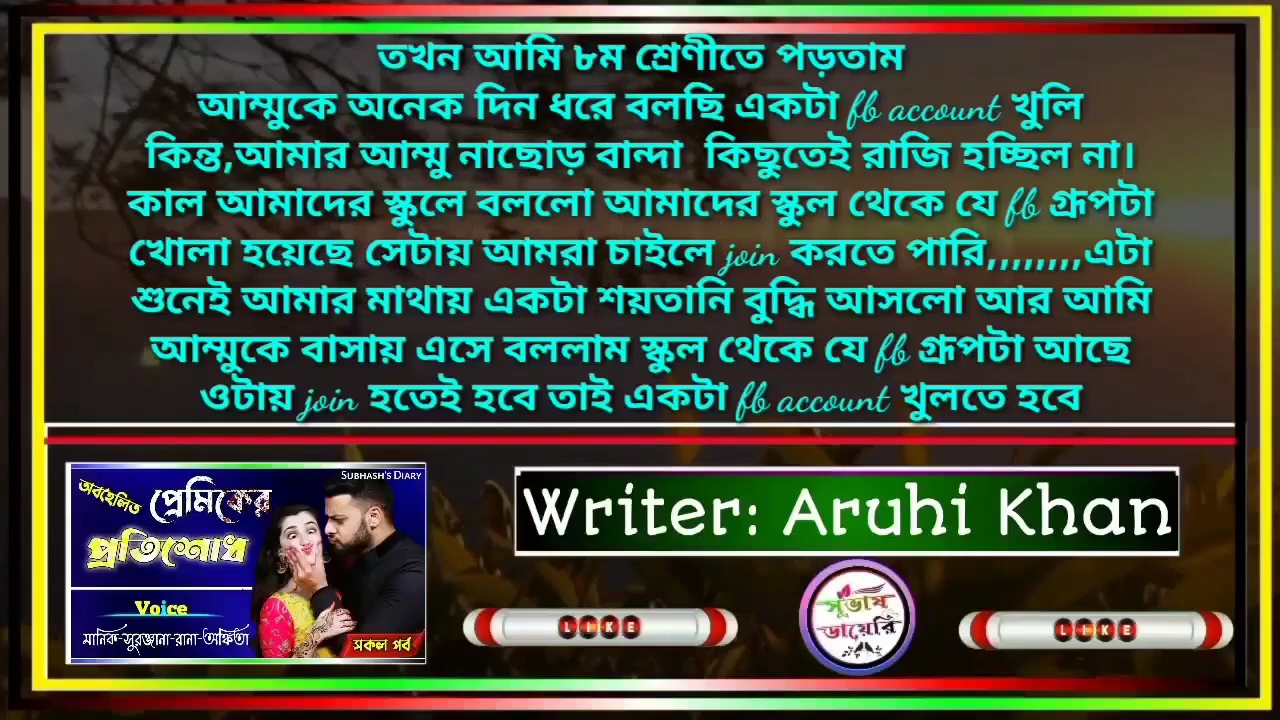 তখন আমি ৮ম শ্রেণীতে পড়তাম
আম্মুকে অনেক দিন ধরে বলছি একটা fb account খুলি
কিন্ত,আমার আম্মু নাছোড় বান্দা কিছুতেই রাজি হচ্ছিল না।
কাল আমাদের স্কুলে বললো আমাদের স্কুল থেকে যে fb গ্রূপটা
খোলা হয়েছে সেটায় আমরা চাইলে join করতে পারি,,,,,,,,এটা
শুনেই আমার মাথায় একটা শয়তানি বুদ্ধি আসলো আর আমি
আম্মুকে বাসায় এসে বললাম স্কুল থেকে যে fb গ্রূপটা আছে
ওটায় join হতেই হবে তাই একটা fb account খুলতে হবে
SUBHASH'S DIARY
অবহেলিত প্রেমিকের
প্রতিশোধ
Voice
মানিক-সুরঞ্জনা-রানা-অঙ্কিতা
সকল পর্ব
Writer: Aruhi Khan
LIKE
সুভাষ
ডায়েরি
LIKE